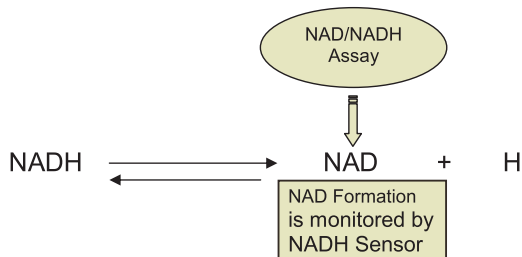 NAD/NADH
Assay
NADH NAD + H
NAD Formation
is monitored by
NADH Sensor